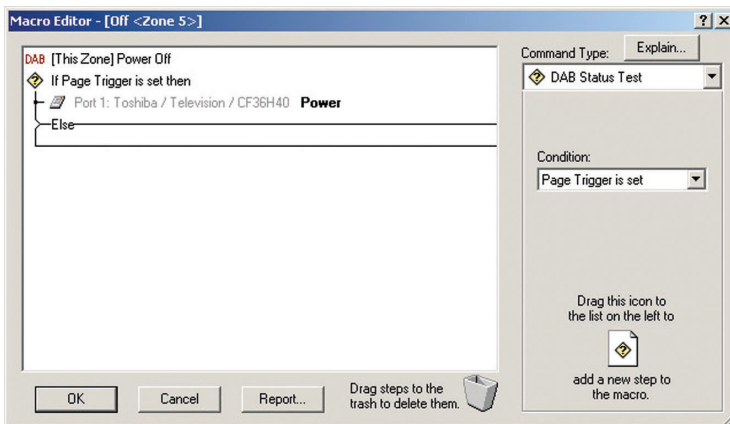 Macro Editor - [Off <Zone 5>]
DAB [This Zone] Power Off
If Page Trigger is set then
Port 1: Toshiba / Television / CF36H40 Power
Else
Command Type:
Explain...
DAB Status Test
Condition:
Page Trigger is set
Drag this icon to
the list on the left to
add a new step to
the macro.
OK
Cancel
Report...
Drag steps to the
trash to delete them.